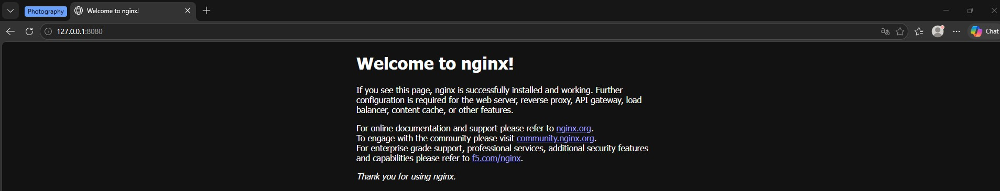 Photography
Welcome to nginx!
127.0.0.1:8080
aあ
Chat
Welcome to nginx!
If you see this page, nginx is successfully installed and working. Further
configuration is required for the web server, reverse proxy, API gateway, load
balancer, content cache, or other features.
For online documentation and support please refer to nginx.org.
To engage with the community please visit community.nginx.org.
For enterprise grade support, professional services, additional security features
and capabilities please refer to f5.com/nginx.
Thank you for using nginx.